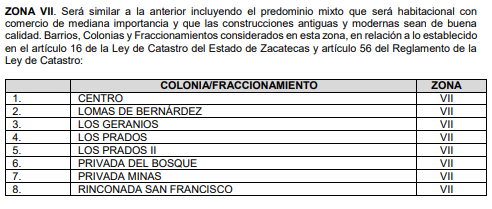 ZONA VII. Será similar a la anterior incluyendo el predominio mixto que será habitacional con
comercio de mediana importancia y que las construcciones antiguas y modernas sean de buena
calidad. Barrios, Colonias y Fraccionamientos considerados en esta zona, en relación a lo establecido
en el artículo 16 de la Ley de Catastro del Estado de Zacatecas y artículo 56 del Reglamento de la
Ley de Catastro:
COLONIA/FRACCIONAMIENTO ZONA
1. CENTRO VII
2. LOMAS DE BERNÁRDEZ VII
3. LOS GERANIOS VII
4. LOS PRADOS VII
5. LOS PRADOS II VII
6. PRIVADA DEL BOSQUE VII
7. PRIVADA MINAS VII
8. RINCONADA SAN FRANCISCO VII